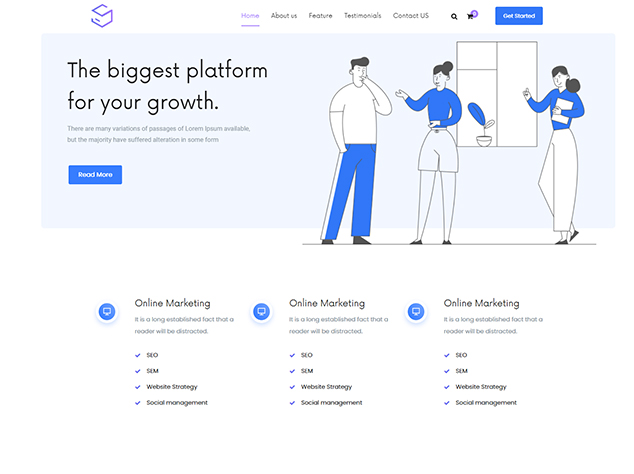 Home About us Feature Testimonials Contact US 0 Get Started
The biggest platform
for your growth.
There are many variations of passages of Lorem Ipsum available,
but the majority have suffered alteration in some form
Read More
Online Marketing
It is a long established fact that a
reader will be distracted.
SEO
SEM
Website Strategy
Social management
Online Marketing
It is a long established fact that a
reader will be distracted.
SEO
SEM
Website Strategy
Social management
Online Marketing
It is a long established fact that a
reader will be distracted.
SEO
SEM
Website Strategy
Social management